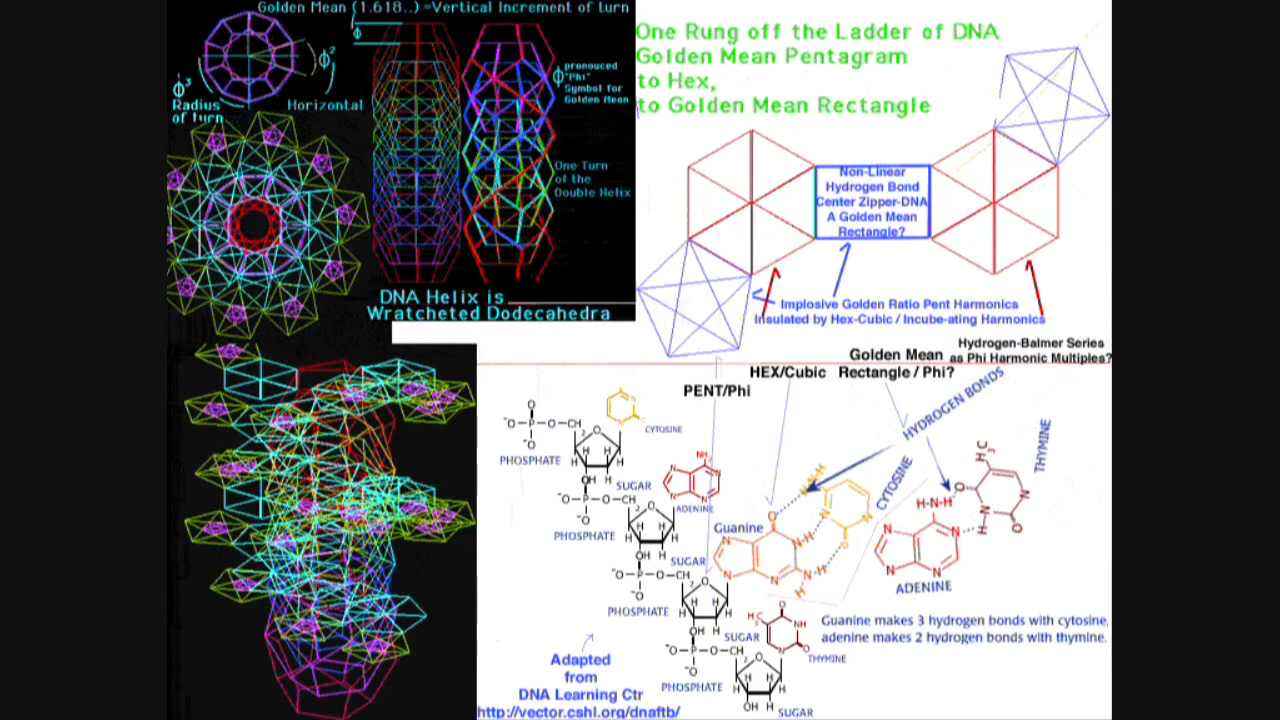 Golden Mean (1.618..) =Vertical Increment of turn
Φ
Φ²
Φ³
Radius
of turn
Horizontal
Φ
pronouced
"Phi"
Symbol for
Golden Mean
One Turn
of the
Double Helix
DNA Helix is
Wratcheted Dodecahedra
One Rung off the Ladder of DNA
Golden Mean Pentagram
to Hex,
to Golden Mean Rectangle
Non-Linear
Hydrogen Bond
Center Zipper-DNA
A Golden Mean
Rectangle?
Implosive Golden Ratio Pent Harmonics
Insulated by Hex-Cubic / Incube-ating Harmonics
Hydrogen-Balmer Series
as Phi Harmonic Multiples?
Golden Mean
Rectangle / Phi?
HEX/Cubic
PENT/Phi
HYDROGEN BONDS
CYTOSINE
PHOSPHATE
SUGAR
ADENINE
PHOSPHATE
SUGAR
PHOSPHATE
SUGAR
THYMINE
PHOSPHATE
SUGAR
Guanine
CYTOSINE
THYMINE
ADENINE
Guanine makes 3 hydrogen bonds with cytosine,
adenine makes 2 hydrogen bonds with thymine.
Adapted
from
DNA Learning Ctr
http://vector.cshl.org/dnaftb/